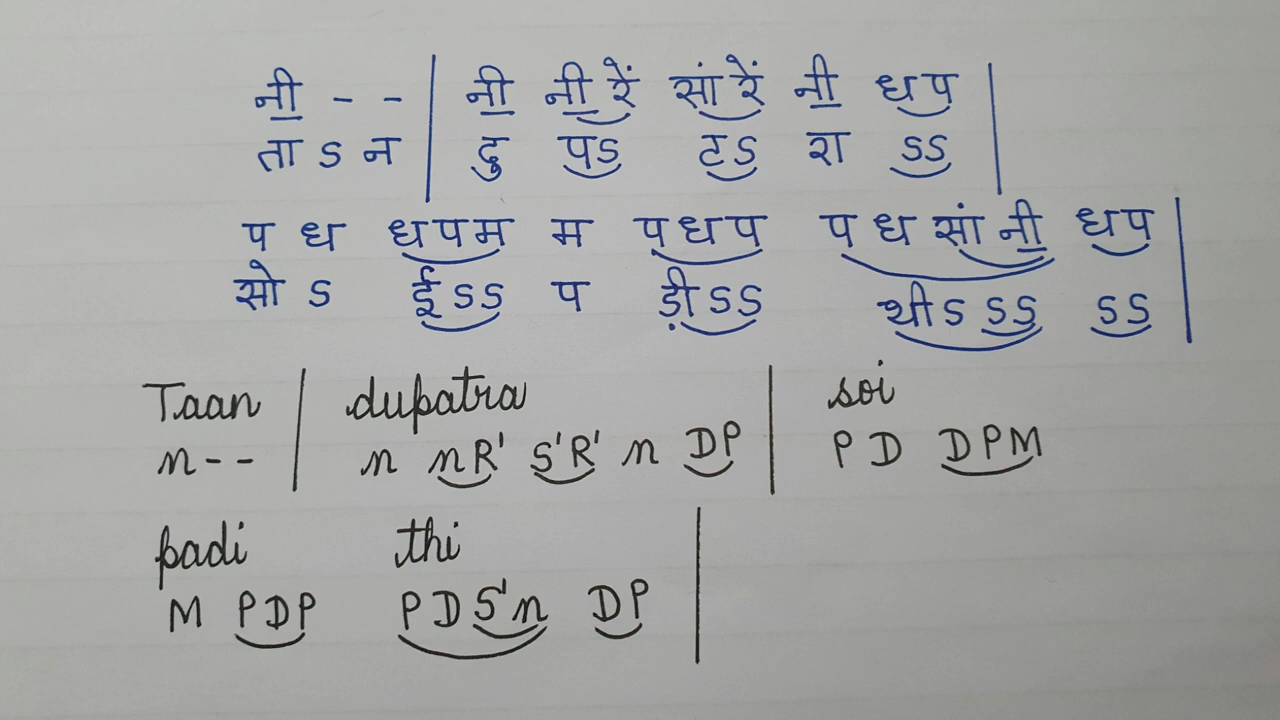 नी॒ - - | नी॒ नी॒रें सांरें नी॒ धप |
ता ऽ न | दु पऽ टऽ रा ऽऽ |
प ध धपम म पधप पधसांनी॒ धप |
सो ऽ ईऽऽ प ड़ीऽऽ थीऽऽऽ ऽऽ |
Taan | dupatra | soi
n-- | n nR' S'R' n DP | P D DPM
padi thi |
M PDP PDS'n DP |